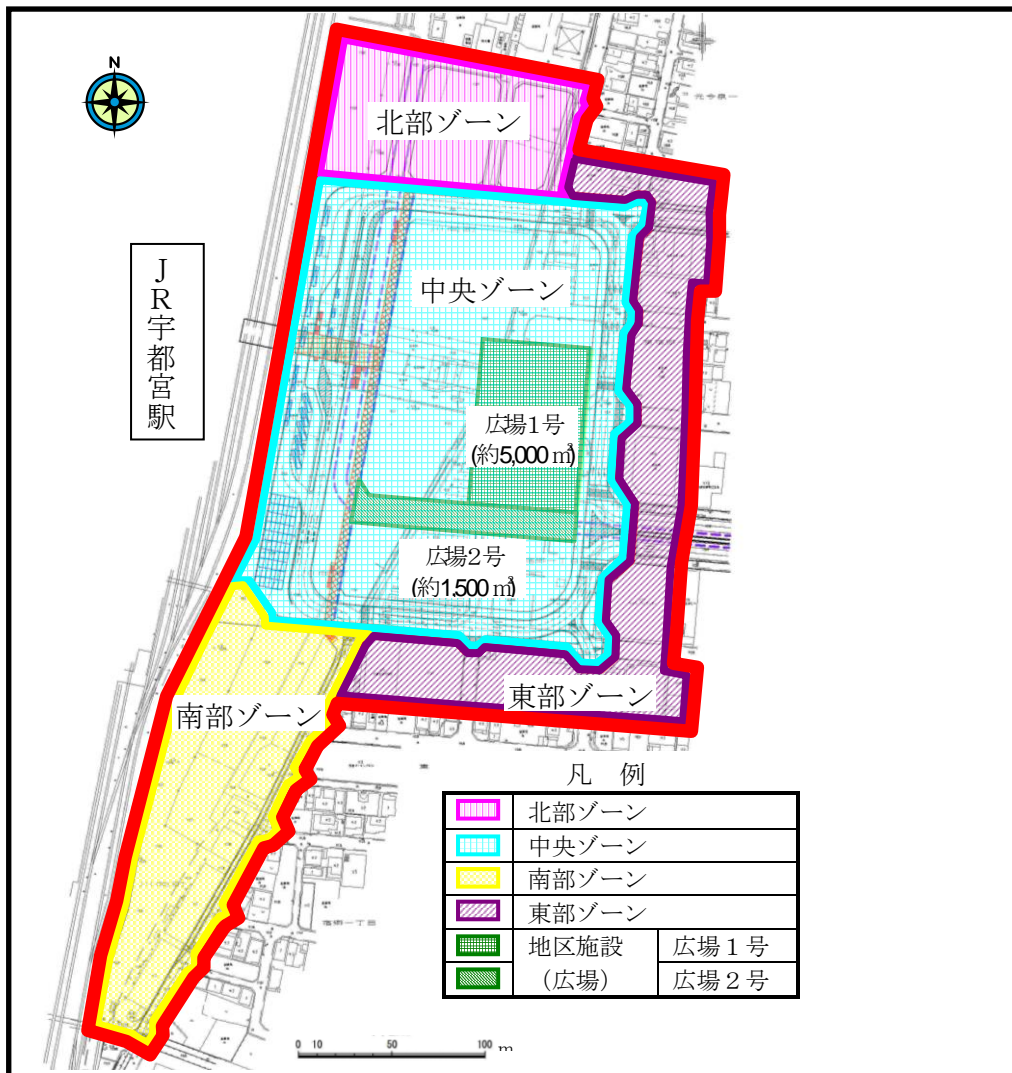 N
北部ゾーン
中央ゾーン
JR宇都宮駅
広場1号
(約5,000㎡)
広場2号
(約1.500㎡)
南部ゾーン
東部ゾーン
凡 例
北部ゾーン
中央ゾーン
南部ゾーン
東部ゾーン
地区施設
(広場)
広場1号
広場2号
0 10 50 100 m